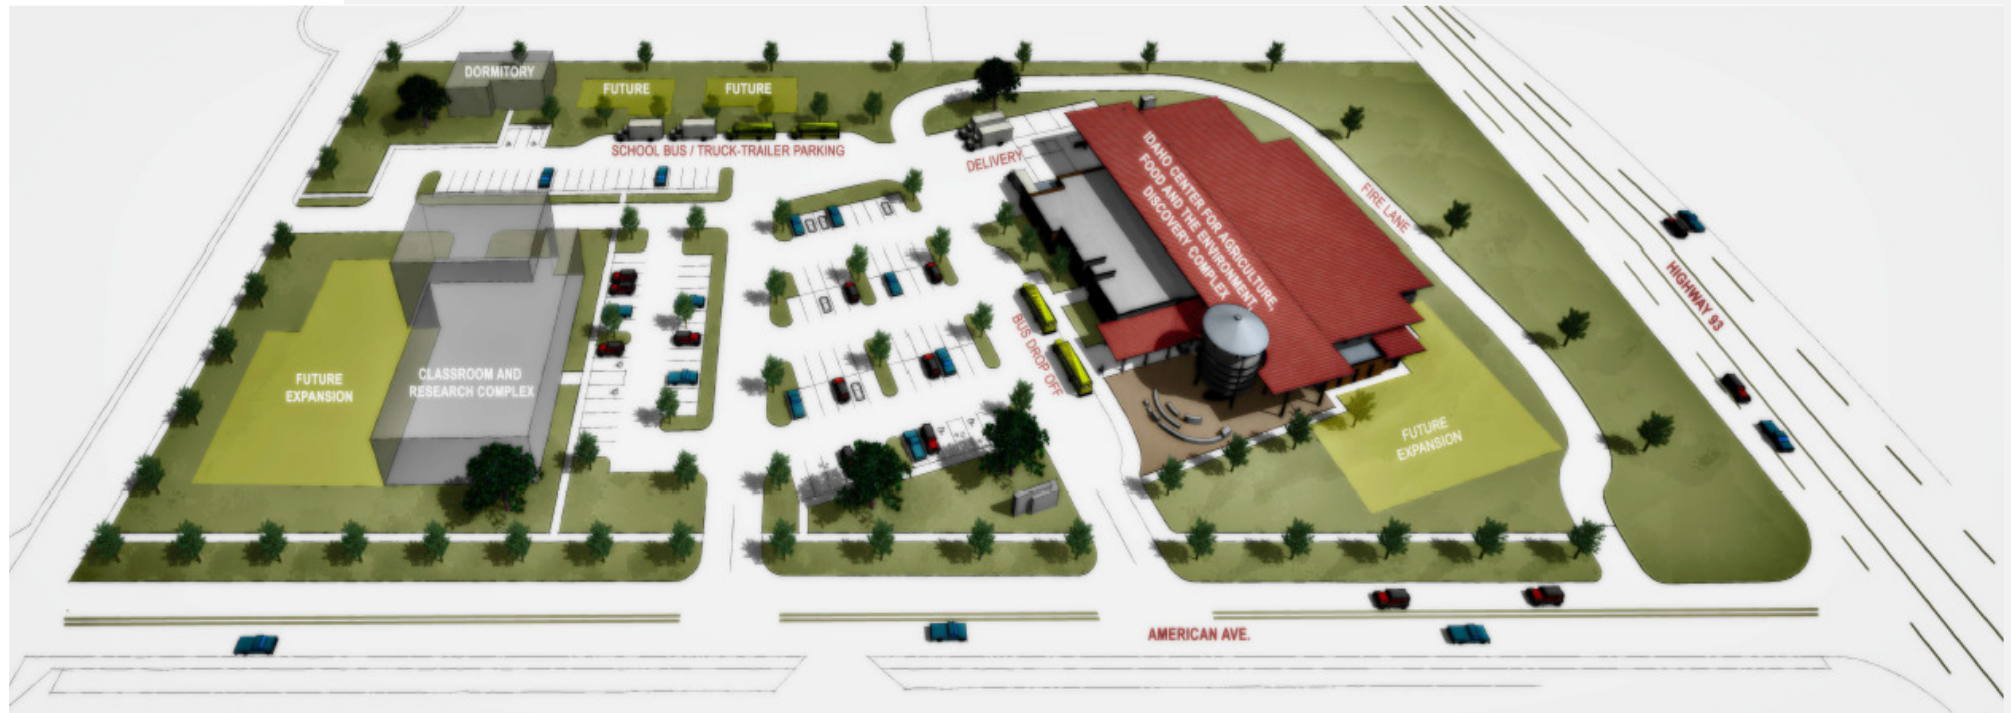 DORMITORY
FUTURE
FUTURE
SCHOOL BUS / TRUCK-TRAILER PARKING
DELIVERY
IDAHO CENTER FOR AGRICULTURE,
FOOD AND THE ENVIRONMENT,
DISCOVERY COMPLEX
FIRE LANE
HIGHWAY 93
BUS DROP OFF
FUTURE
EXPANSION
CLASSROOM AND
RESEARCH COMPLEX
FUTURE
EXPANSION
AMERICAN AVE.